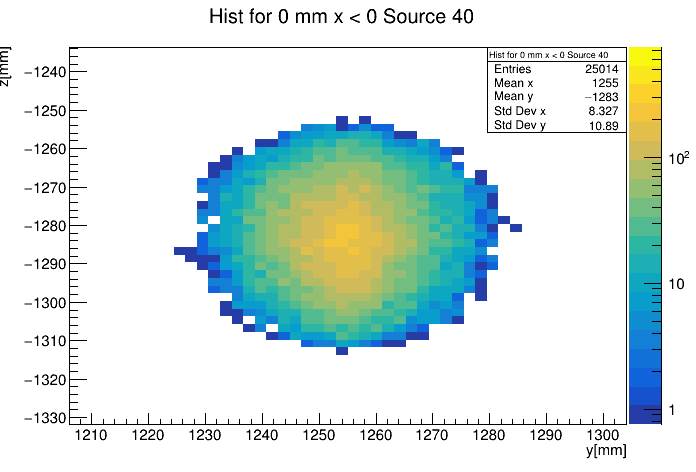 Hist for 0 mm x < 0 Source 40
z[mm]
Hist for 0 mm x < 0 Source 40
Entries 25014
Mean x 1255
Mean y −1283
Std Dev x 8.327
Std Dev y 10.89
−1240
−1250
−1260
−1270
−1280
−1290
−1300
−1310
−1320
−1330
1210 1220 1230 1240 1250 1260 1270 1280 1290 1300
y[mm]
10²
10
1